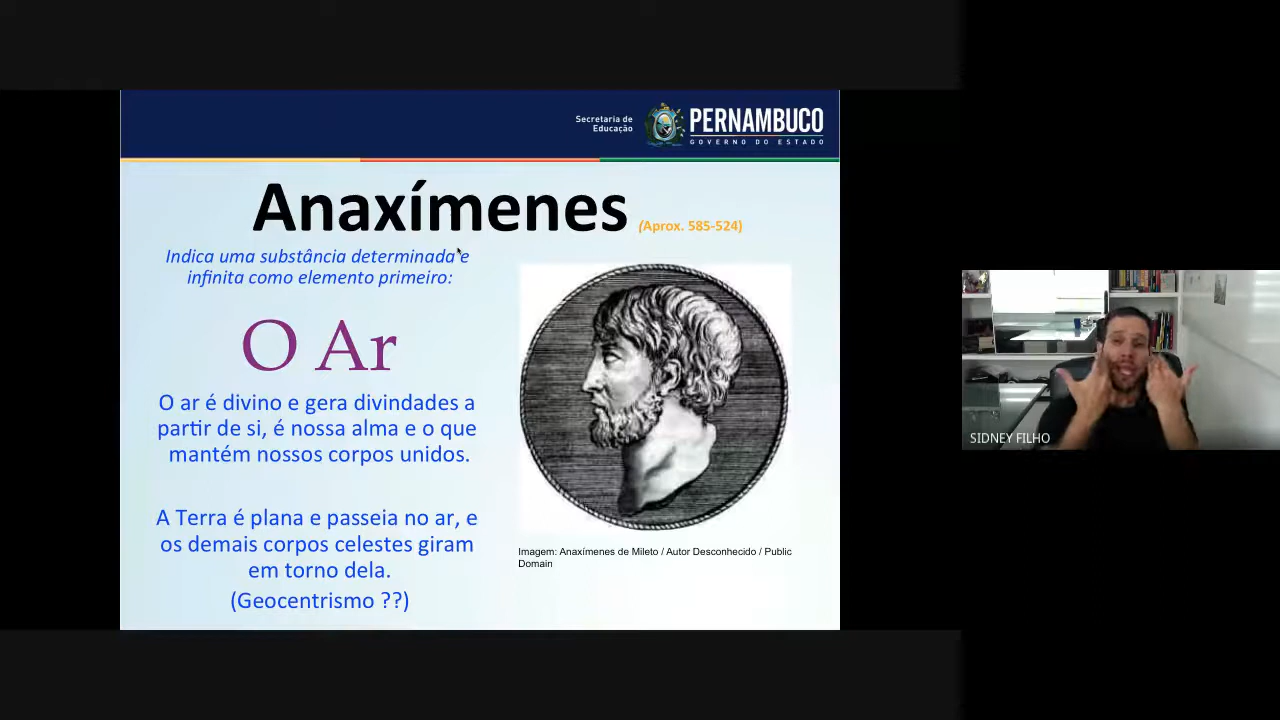 Secretaria de
Educação
PERNAMBUCO
GOVERNO DO ESTADO
Anaxímenes (Aprox. 585-524)
Indica uma substância determinada e
infinita como elemento primeiro:
O Ar
O ar é divino e gera divindades a
partir de si, é nossa alma e o que
mantém nossos corpos unidos.
A Terra é plana e passeia no ar, e
os demais corpos celestes giram
em torno dela.
(Geocentrismo ??)
Imagem: Anaxímenes de Mileto / Autor Desconhecido / Public
Domain
SIDNEY FILHO